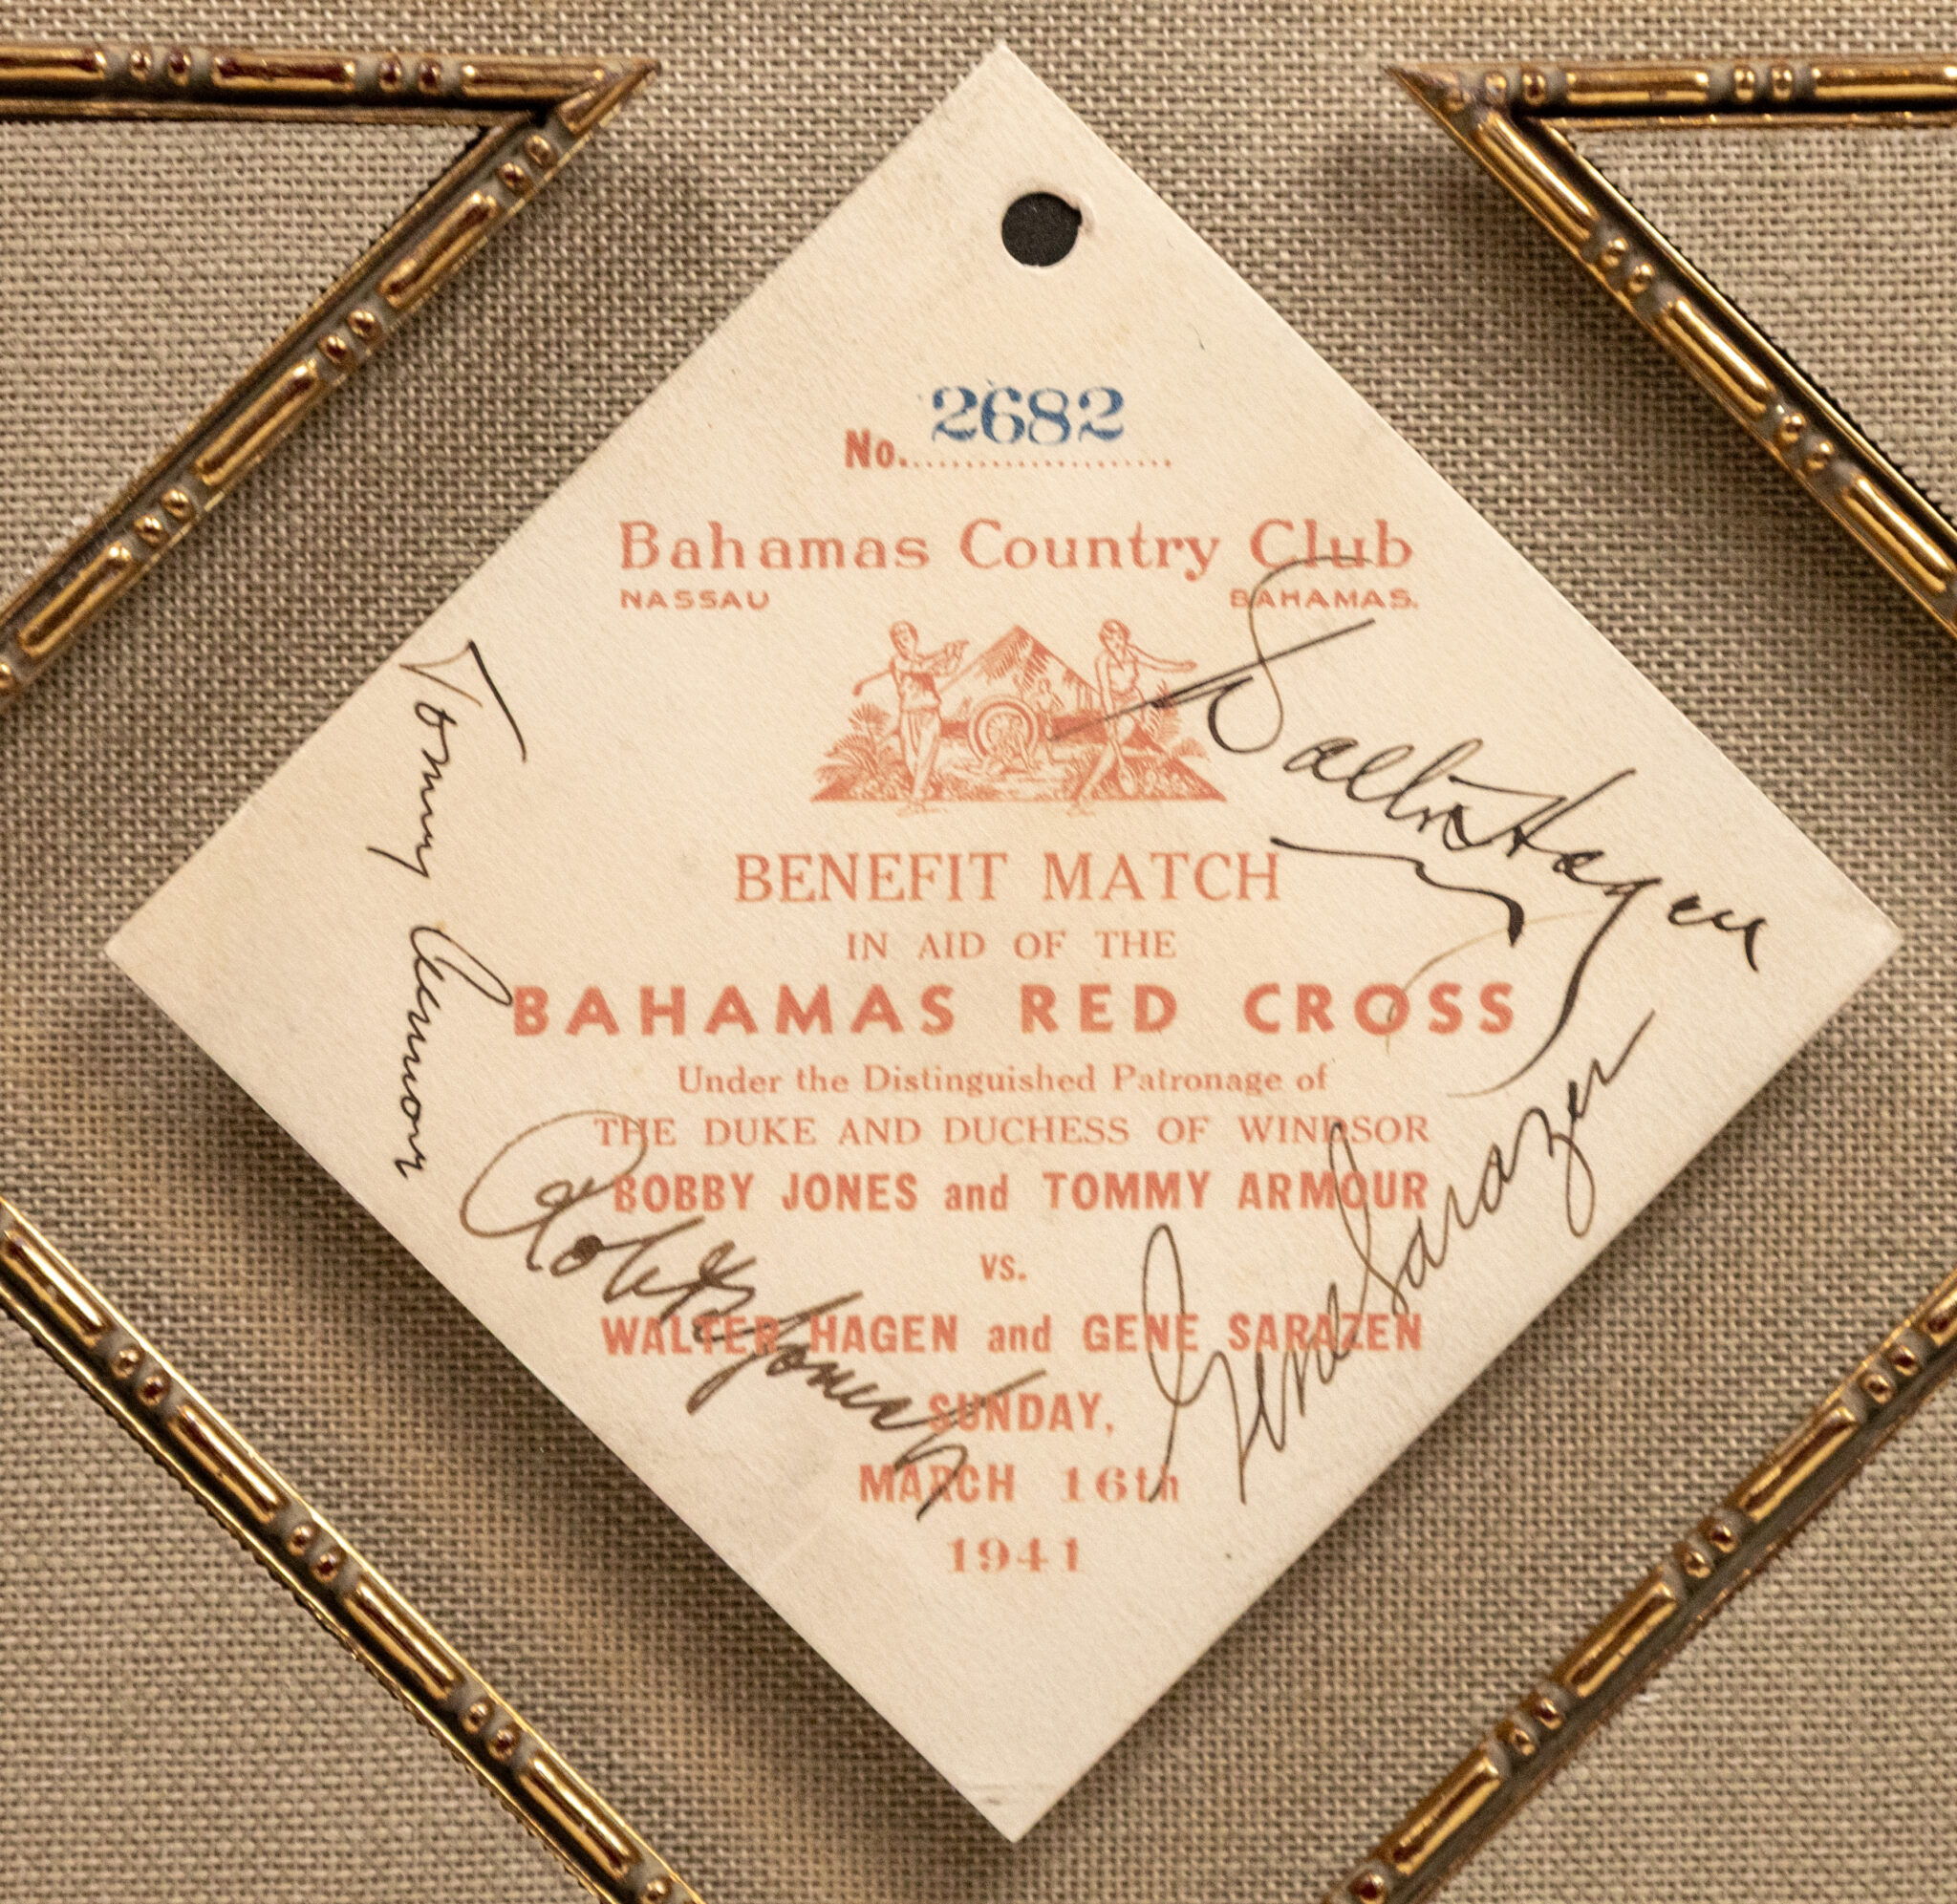 No. 2682
Bahamas Country Club
NASSAU BAHAMAS.
BENEFIT MATCH
IN AID OF THE
BAHAMAS RED CROSS
Under the Distinguished Patronage of
THE DUKE AND DUCHESS OF WINDSOR
BOBBY JONES and TOMMY ARMOUR
VS.
WALTER HAGEN and GENE SARAZEN
SUNDAY,
MARCH 16th
1941
Tommy Armour
Walter Hagen
Robt T Jones Jr
Gene Sarazen